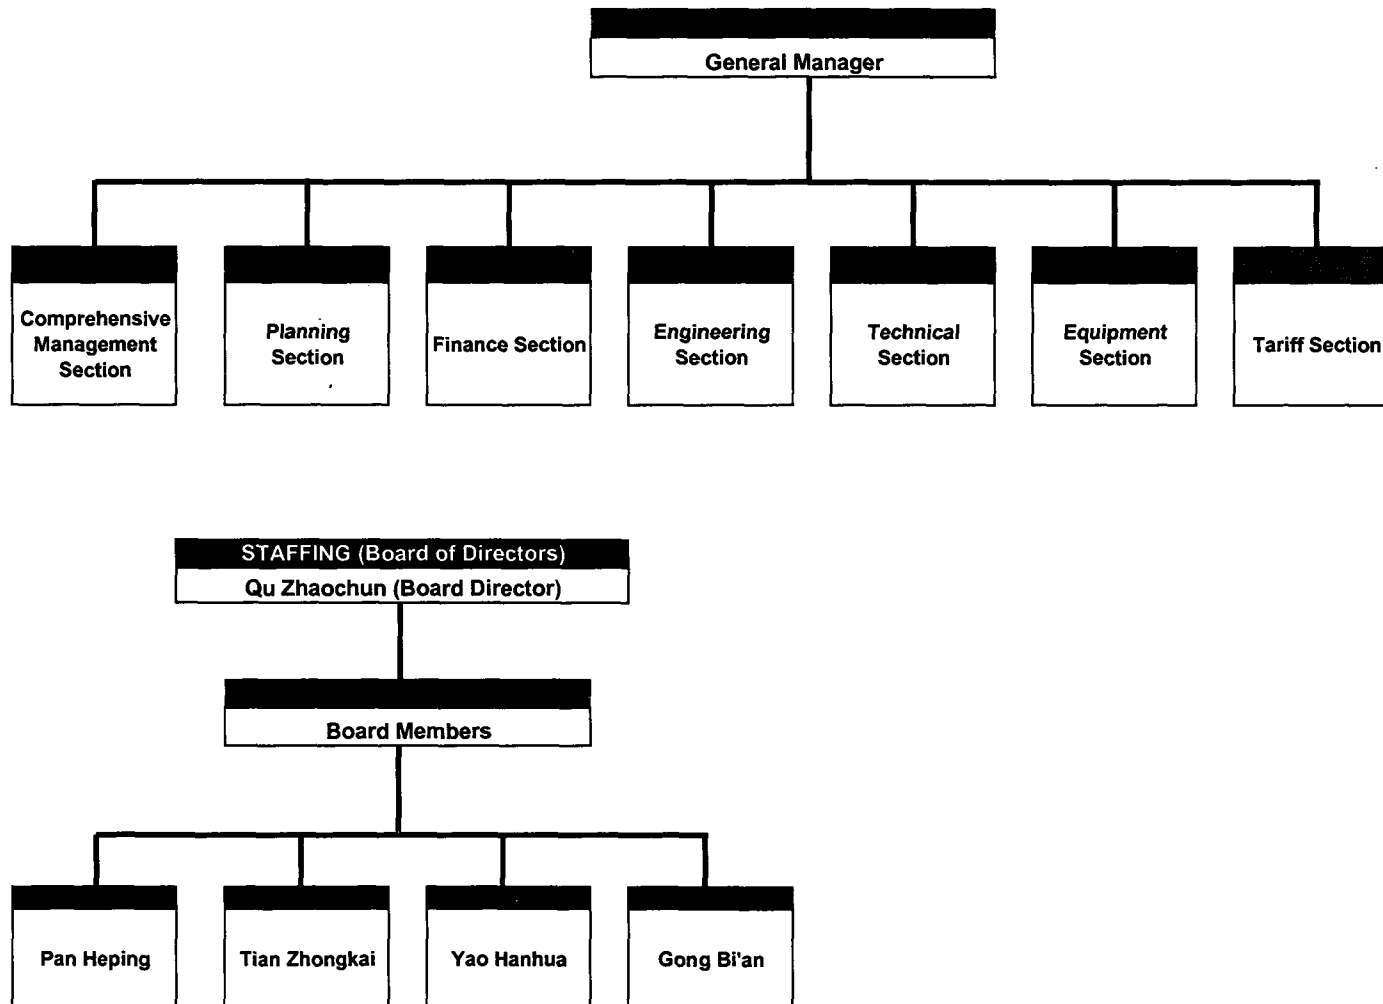 General Manager
Comprehensive
Management
Section
Planning
Section
Finance Section
Engineering
Section
Technical
Section
Equipment
Section
Tariff Section
STAFFING (Board of Directors)
Qu Zhaochun (Board Director)
Board Members
Pan Heping
Tian Zhongkai
Yao Hanhua
Gong Bi'an